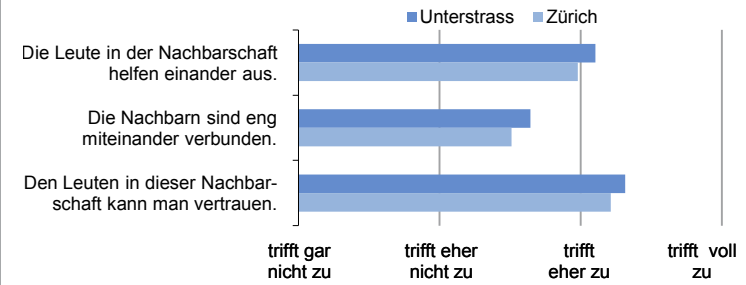 Unterstrass Zürich
Die Leute in der Nachbarschaft
helfen einander aus.
Die Nachbarn sind eng
miteinander verbunden.
Den Leuten in dieser Nachbar-
schaft kann man vertrauen.
trifft gar
nicht zu
trifft eher
nicht zu
trifft
eher zu
trifft voll
zu